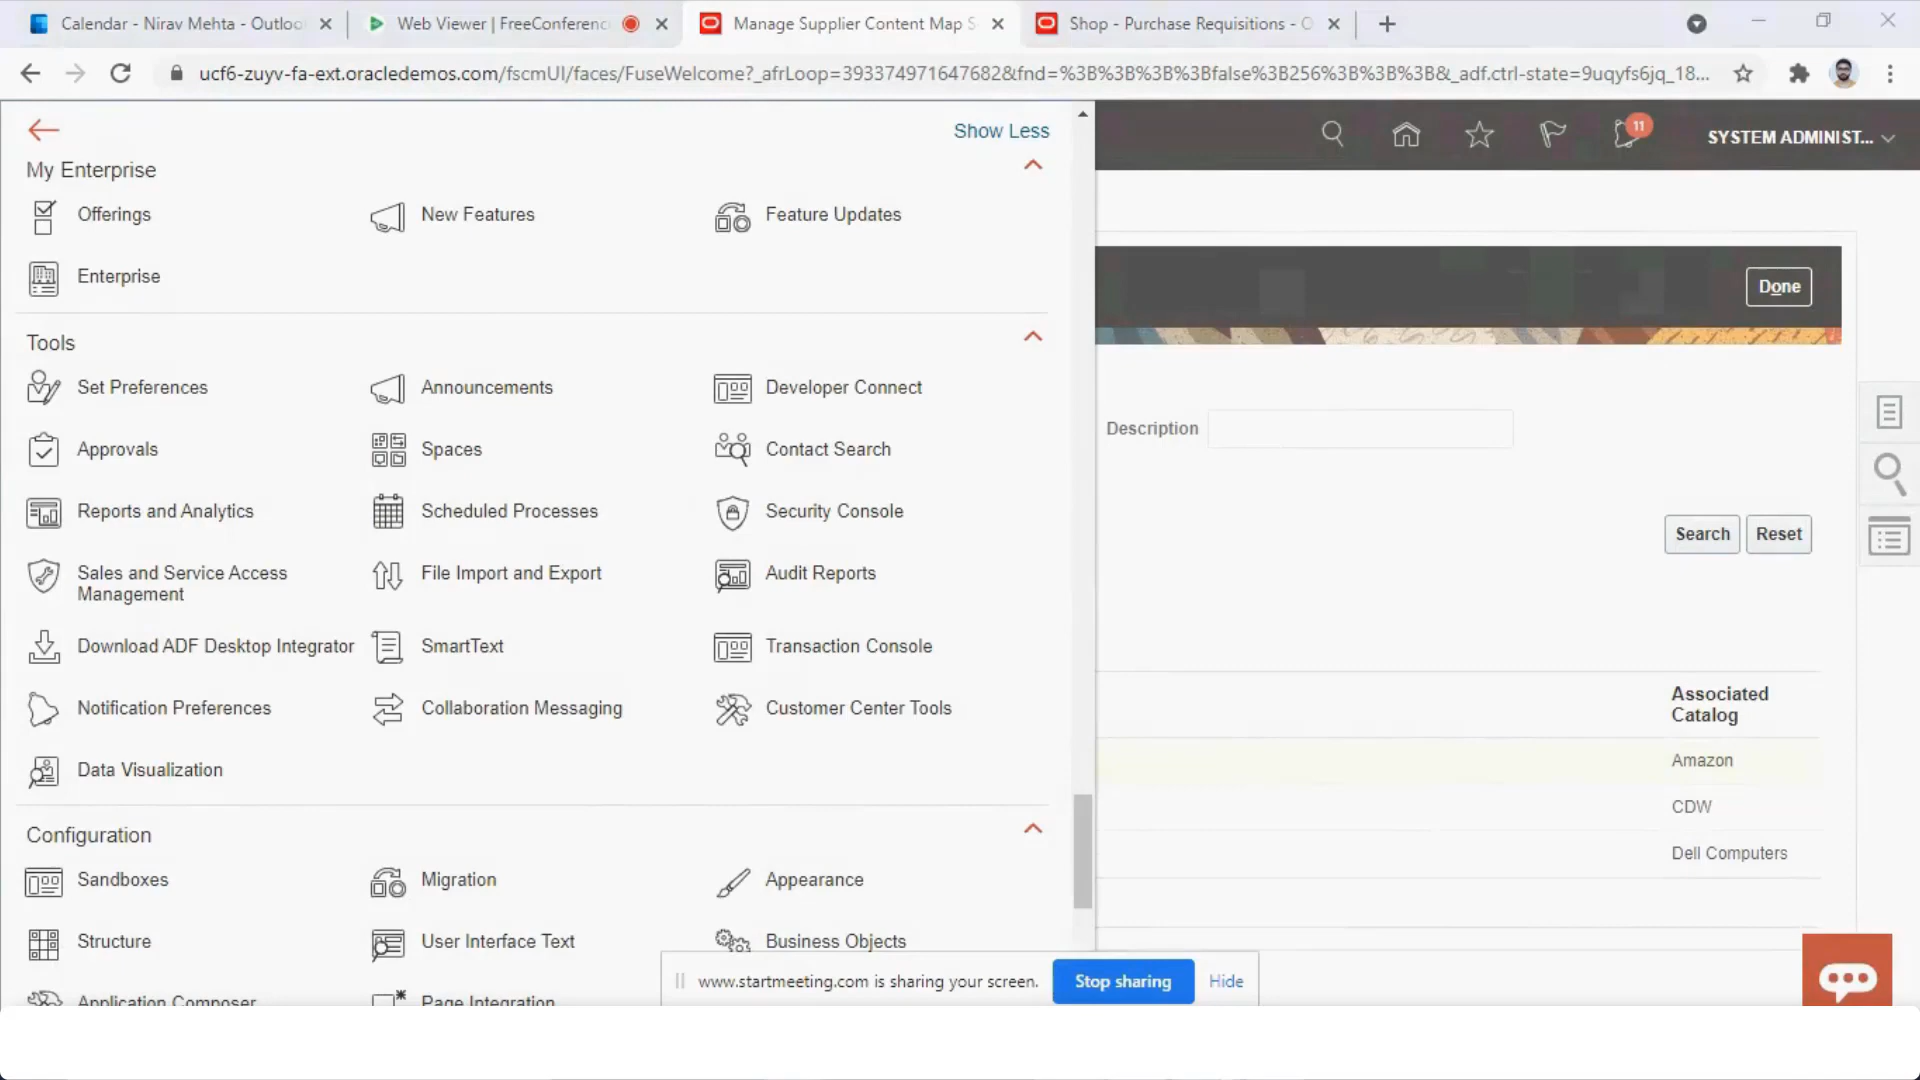 Calendar - Nirav Mehta - Outloo
Web Viewer | FreeConferenc
Manage Supplier Content Map S
Shop - Purchase Requisitions - O
ucf6-zuyv-fa-ext.oracledemos.com/fscmUI/faces/FuseWelcome?_afrLoop=393374971647682&fnd=%3B%3B%3B%3Bfalse%3B256%3B%3B%3B&_adf.ctrl-state=9uqyfs6jq_18...
Show Less
11
SYSTEM ADMINIST...
My Enterprise
Offerings
New Features
Feature Updates
Enterprise
Done
Tools
Set Preferences
Announcements
Developer Connect
Description
Approvals
Spaces
Contact Search
Reports and Analytics
Scheduled Processes
Security Console
Search
Reset
Sales and Service Access
Management
File Import and Export
Audit Reports
Download ADF Desktop Integrator
SmartText
Transaction Console
Associated
Catalog
Notification Preferences
Collaboration Messaging
Customer Center Tools
Amazon
Data Visualization
CDW
Configuration
Dell Computers
Sandboxes
Migration
Appearance
Structure
User Interface Text
Business Objects
www.startmeeting.com is sharing your screen.
Stop sharing
Hide
Application Composer
Page Integration